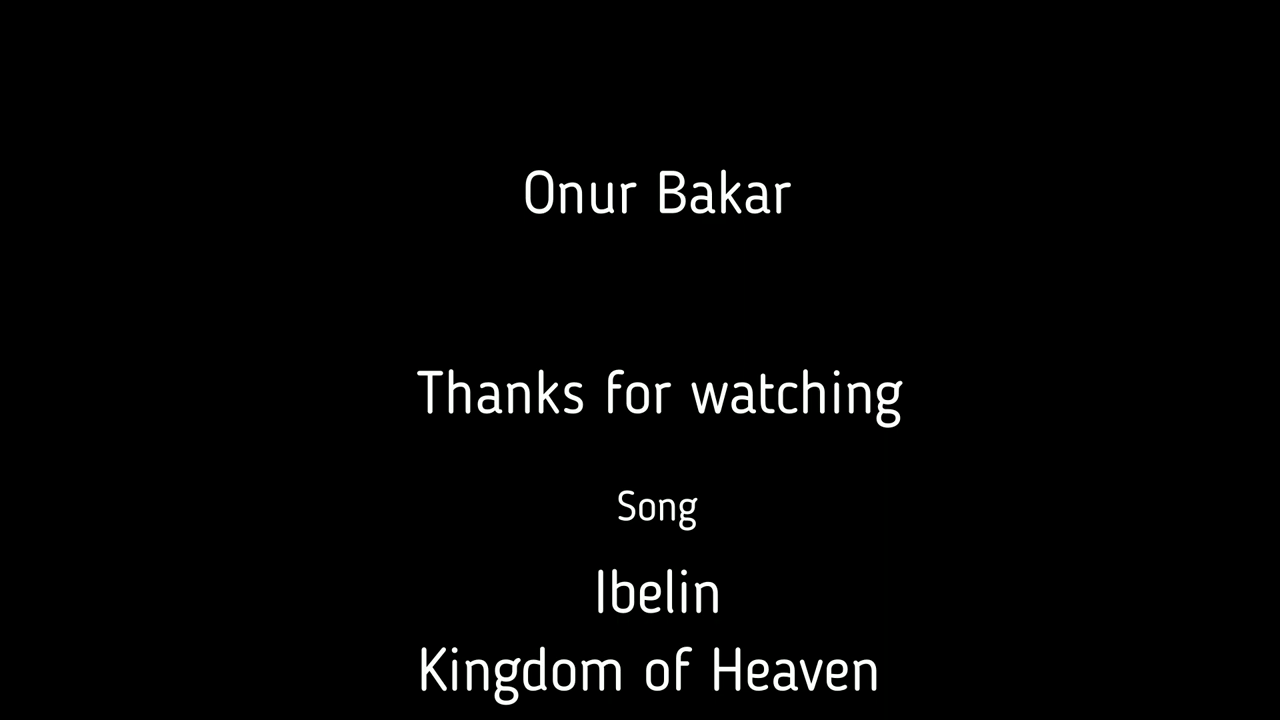 Onur Bakar
Thanks for watching
Song
Ibelin
Kingdom of Heaven